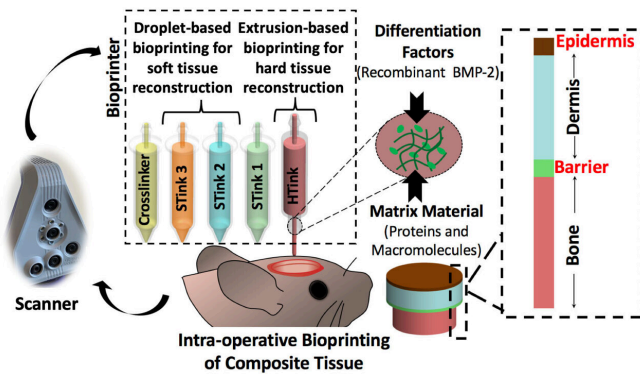 Bioprinter
Droplet-based
bioprinting for
soft tissue
reconstruction
Extrusion-based
bioprinting for
hard tissue
reconstruction
Crosslinker
STink 3
STink 2
STink 1
HTink
Differentiation
Factors
(Recombinant BMP-2)
Matrix Material
(Proteins and
Macromolecules)
Epidermis
Dermis
Barrier
Bone
Scanner
Intra-operative Bioprinting
of Composite Tissue